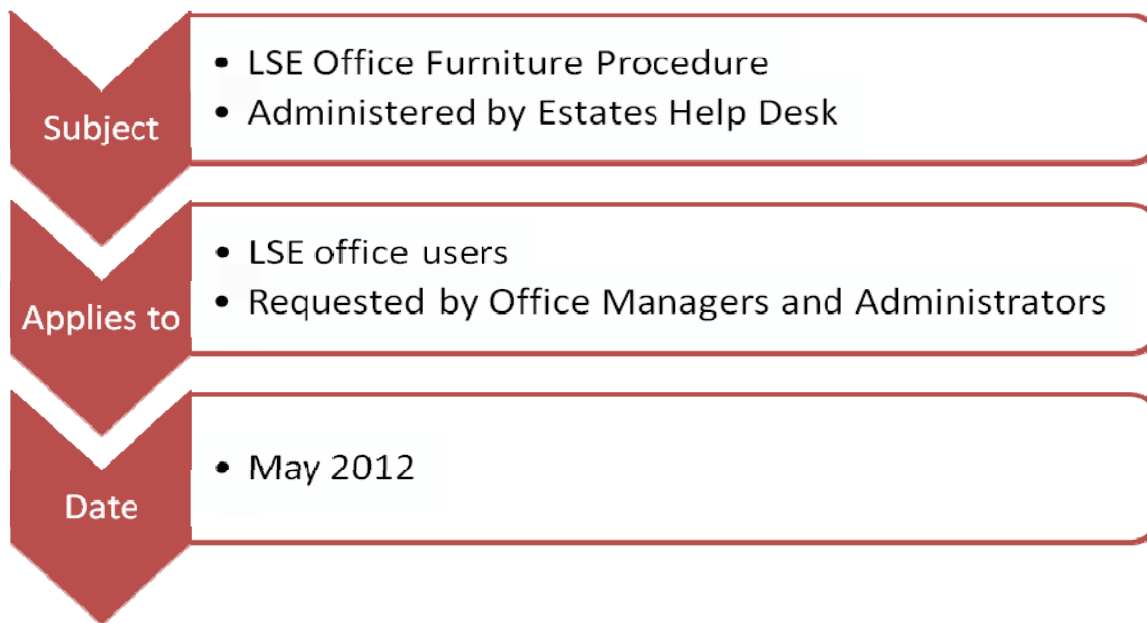 Subject
• LSE Office Furniture Procedure
• Administered by Estates Help Desk
Applies to
• LSE office users
• Requested by Office Managers and Administrators
Date
• May 2012